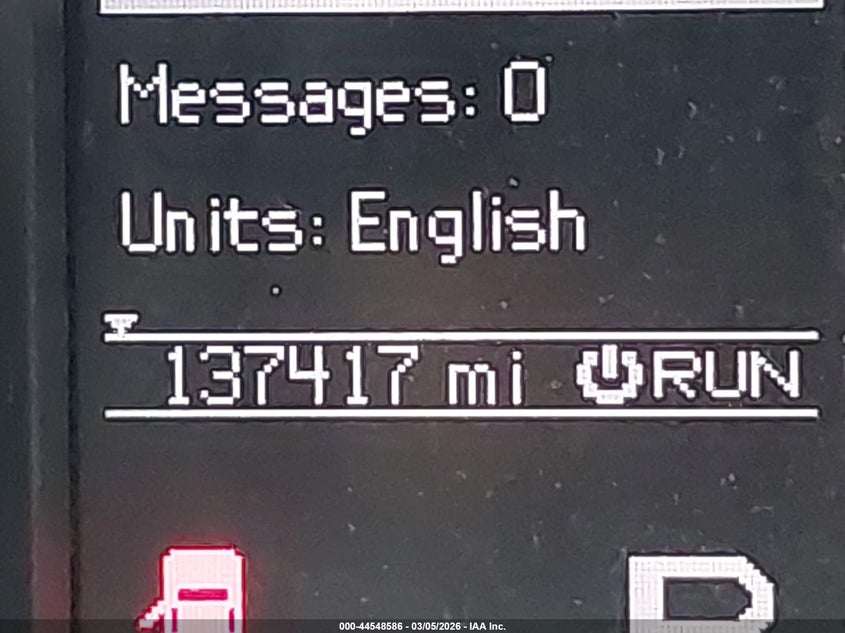 Messages: 0
Units: English
137417 mi RUN
P
000-44548586 - 03/05/2026 - IAA Inc.